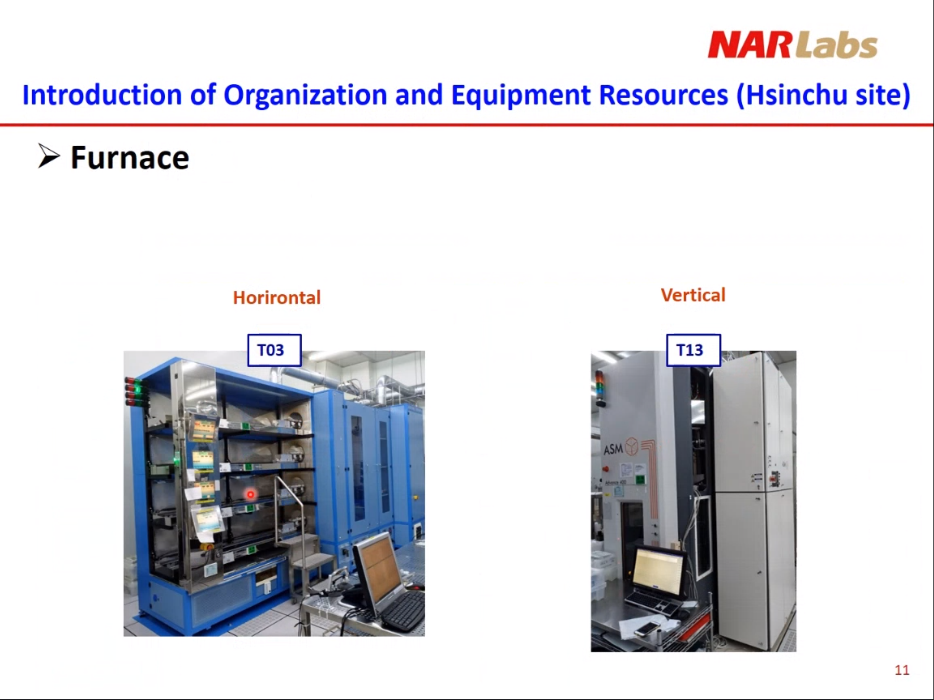 NARLabs
Introduction of Organization and Equipment Resources (Hsinchu site)
➢ Furnace
Horirontal
Vertical
T03
T13
ASM
11